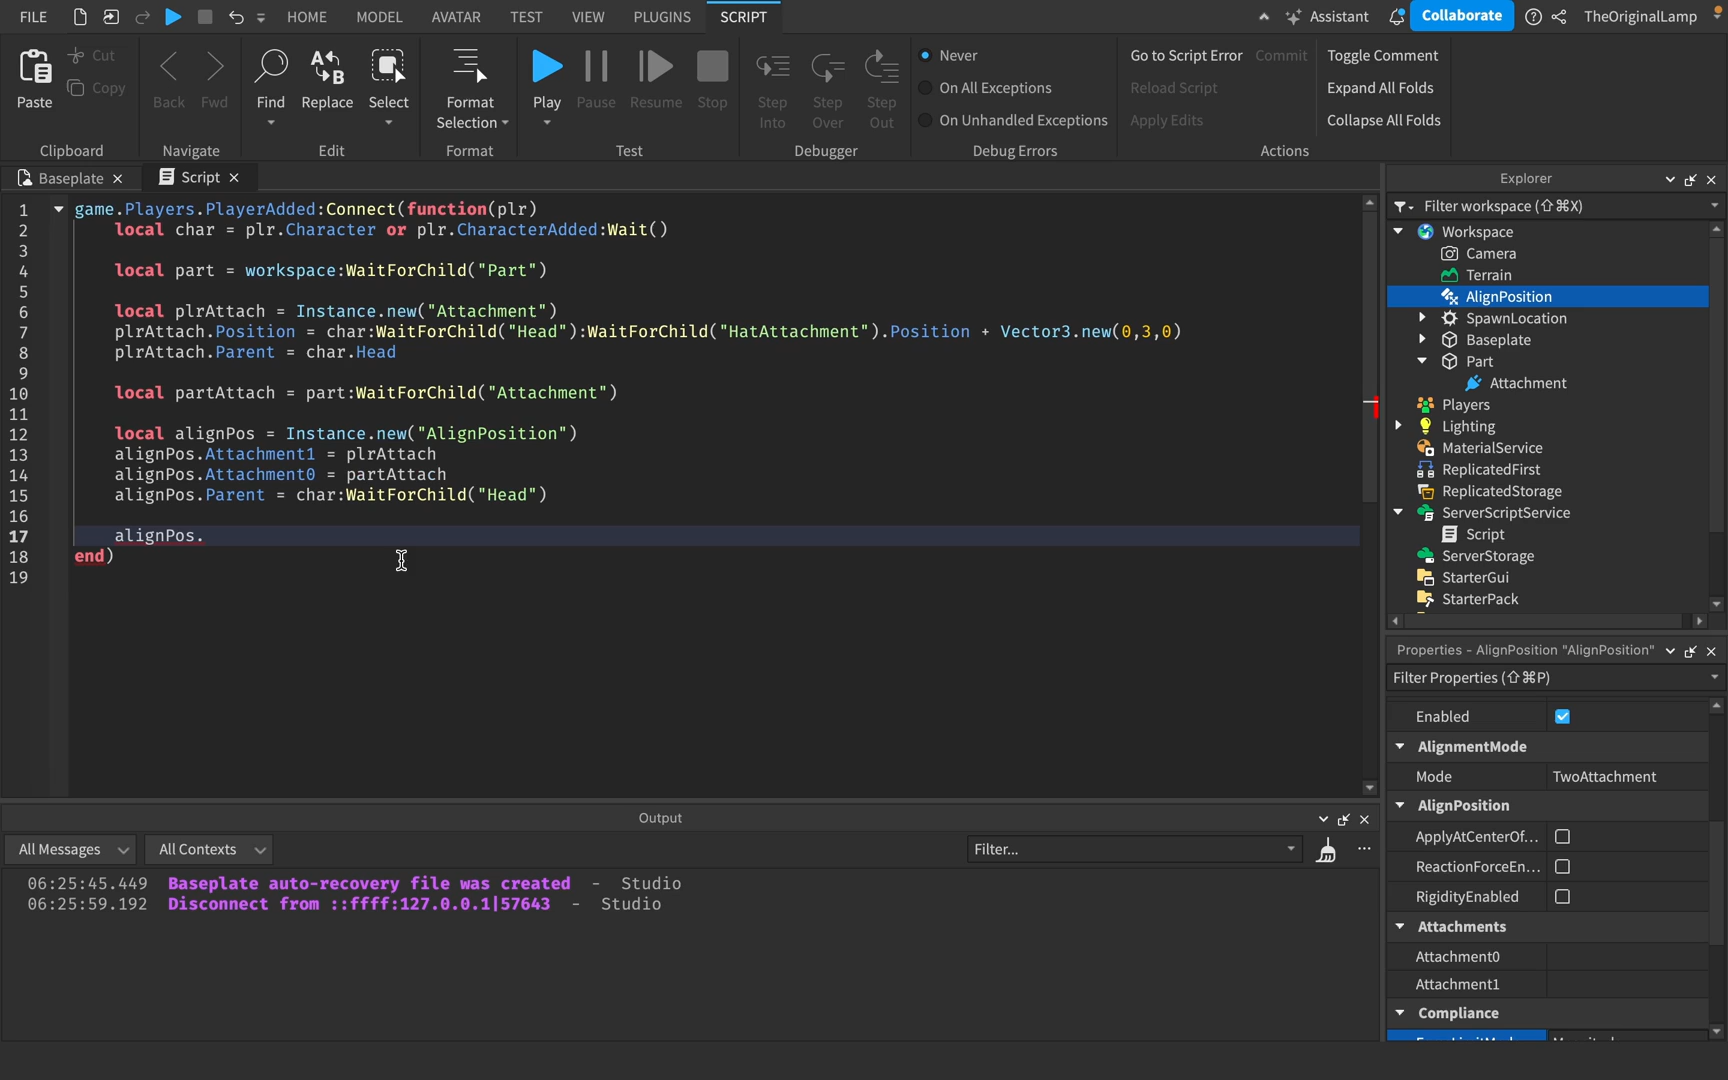 FILE HOME MODEL AVATAR TEST VIEW PLUGINS SCRIPT Assistant Collaborate TheOriginalLamp
Paste Cut Copy Back Fwd Find Replace Select Format Selection Play Pause Resume Stop Step Into Step Over Step Out
Never
On All Exceptions
On Unhandled Exceptions
Go to Script Error Commit Toggle Comment
Reload Script Expand All Folds
Apply Edits Collapse All Folds
Clipboard Navigate Edit Format Test Debugger Debug Errors Actions
Baseplate Script
1 game.Players.PlayerAdded:Connect(function(plr)
2 local char = plr.Character or plr.CharacterAdded:Wait()
3
4 local part = workspace:WaitForChild("Part")
5
6 local plrAttach = Instance.new("Attachment")
7 plrAttach.Position = char:WaitForChild("Head"):WaitForChild("HatAttachment").Position + Vector3.new(0,3,0)
8 plrAttach.Parent = char.Head
9
10 local partAttach = part:WaitForChild("Attachment")
11
12 local alignPos = Instance.new("AlignPosition")
13 alignPos.Attachment1 = plrAttach
14 alignPos.Attachment0 = partAttach
15 alignPos.Parent = char:WaitForChild("Head")
16
17 alignPos.
18 end)
19
Explorer
Filter workspace (⇧⌘X)
Workspace
Camera
Terrain
AlignPosition
SpawnLocation
Baseplate
Part
Attachment
Players
Lighting
MaterialService
ReplicatedFirst
ReplicatedStorage
ServerScriptService
Script
ServerStorage
StarterGui
StarterPack
Properties - AlignPosition "AlignPosition"
Filter Properties (⇧⌘P)
Enabled
AlignmentMode
Mode TwoAttachment
AlignPosition
ApplyAtCenterOf...
ReactionForceEn...
RigidityEnabled
Attachments
Attachment0
Attachment1
Compliance
Output
All Messages All Contexts Filter...
06:25:45.449 Baseplate auto-recovery file was created - Studio
06:25:59.192 Disconnect from ::ffff:127.0.0.1|57643 - Studio